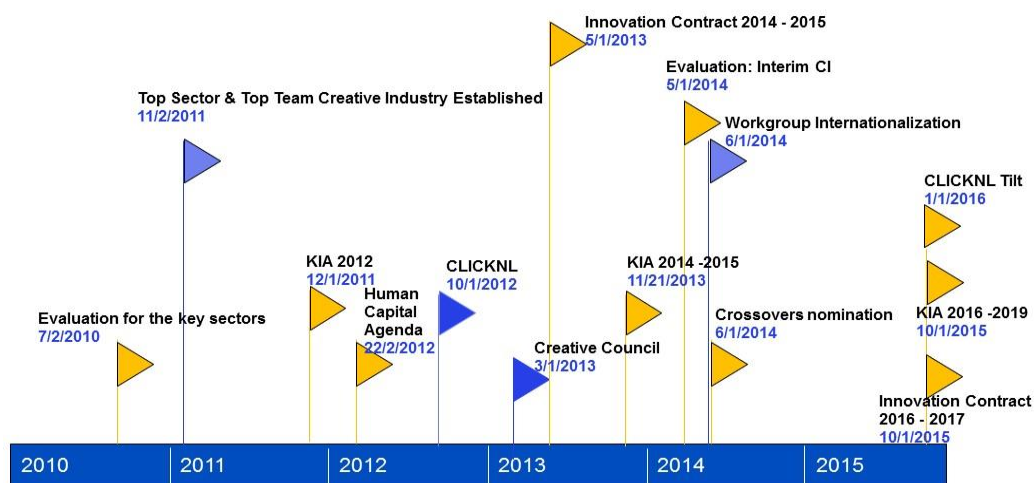 Innovation Contract 2014 - 2015
5/1/2013
Evaluation: Interim CI
5/1/2014
Top Sector & Top Team Creative Industry Established
11/2/2011
Workgroup Internationalization
6/1/2014
CLICKNL Tilt
1/1/2016
KIA 2012
12/1/2011
CLICKNL
10/1/2012
KIA 2014 -2015
11/21/2013
Human
Capital
Agenda
22/2/2012
Evaluation for the key sectors
7/2/2010
Crossovers nomination
6/1/2014
KIA 2016 -2019
10/1/2015
Creative Council
3/1/2013
Innovation Contract
2016 - 2017
10/1/2015
2010
2011
2012
2013
2014
2015